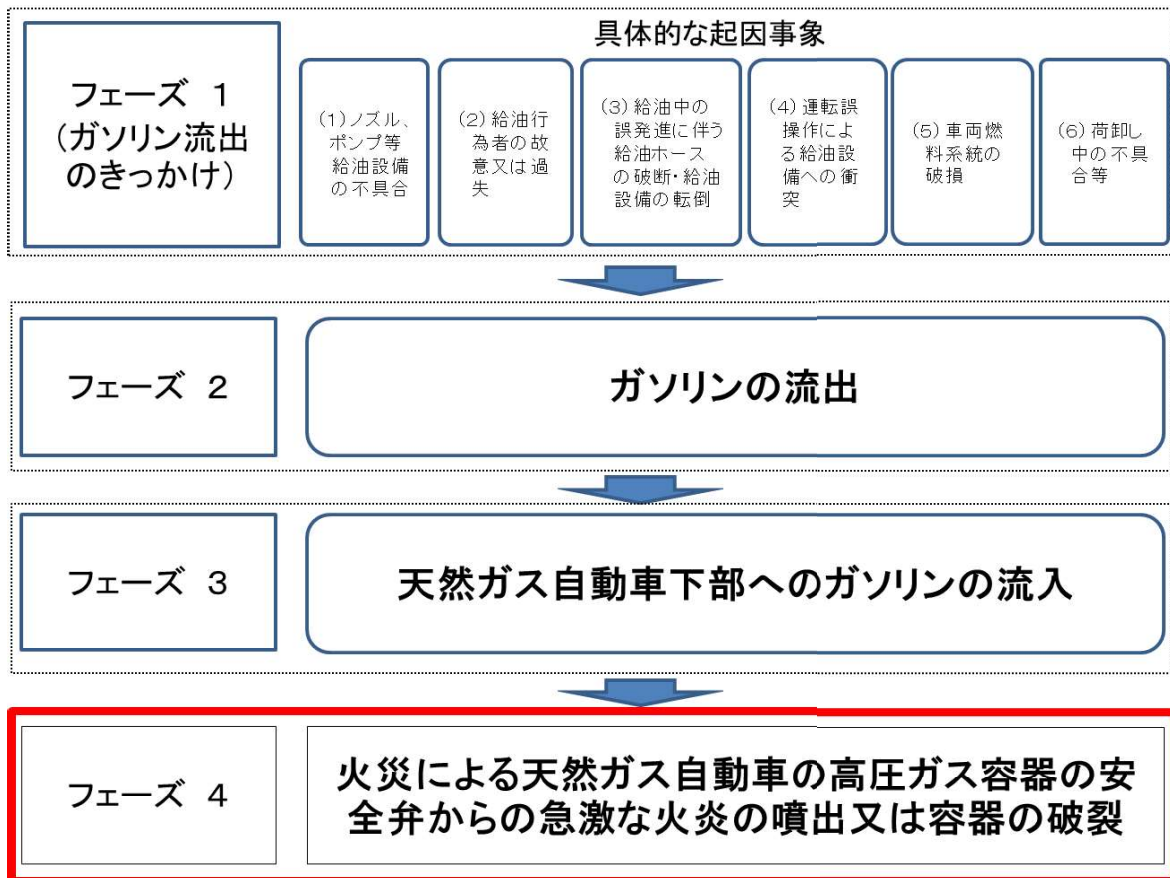 具体的な起因事象
フェーズ 1
(ガソリン流出
のきっかけ)
(1)ノズル、
ポンプ等
給油設備
の不具合
(2)給油行
為者の故
意又は過
失
(3)給油中の
誤発進に伴う
給油ホース
の破断・給油
設備の転倒
(4)運転誤
操作によ
る給油設
備への衝
突
(5)車両燃
料系統の
破損
(6)荷卸し
中の不具
合等
フェーズ 2
ガソリンの流出
フェーズ 3
天然ガス自動車下部へのガソリンの流入
フェーズ 4
火災による天然ガス自動車の高圧ガス容器の安
全弁からの急激な火炎の噴出又は容器の破裂